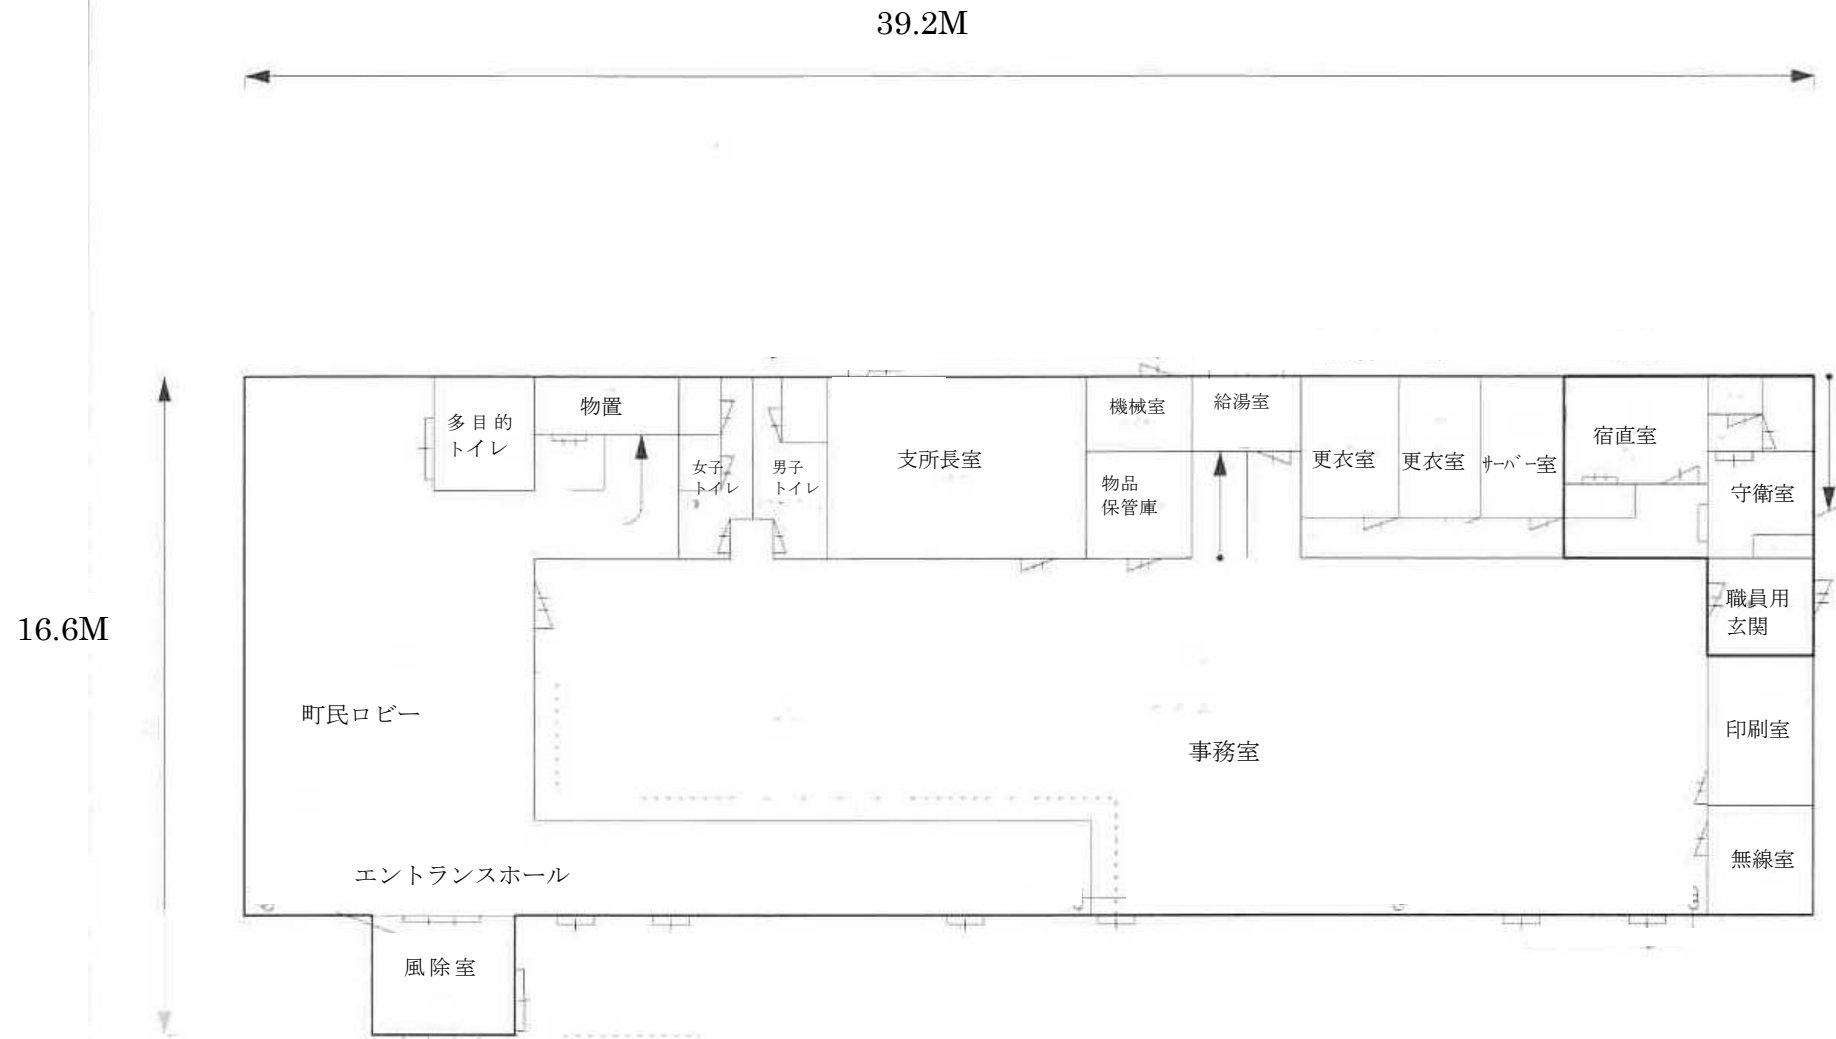 39.2M
16.6M
多目的
トイレ
物置
女子
トイレ
男子
トイレ
支所長室
機械室
給湯室
物品
保管庫
更衣室
更衣室
サーバー室
宿直室
守衛室
職員用
玄関
町民ロビー
事務室
印刷室
無線室
エントランスホール
風除室